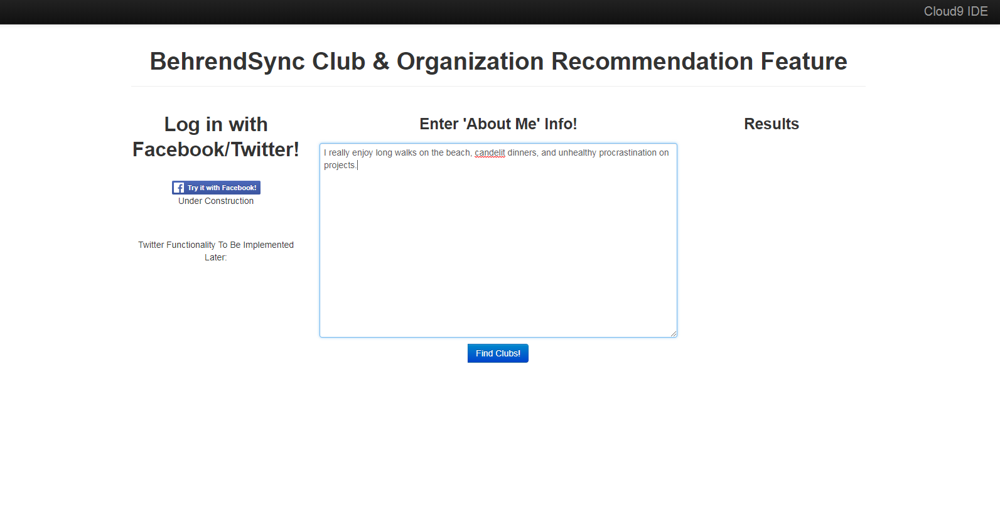 Cloud9 IDE
BehrendSync Club & Organization Recommendation Feature
Log in with
Facebook/Twitter!
Try it with Facebook!
Under Construction
Twitter Functionality To Be Implemented
Later:
Enter 'About Me' Info!
I really enjoy long walks on the beach, candelit dinners, and unhealthy procrastination on
projects.
Find Clubs!
Results